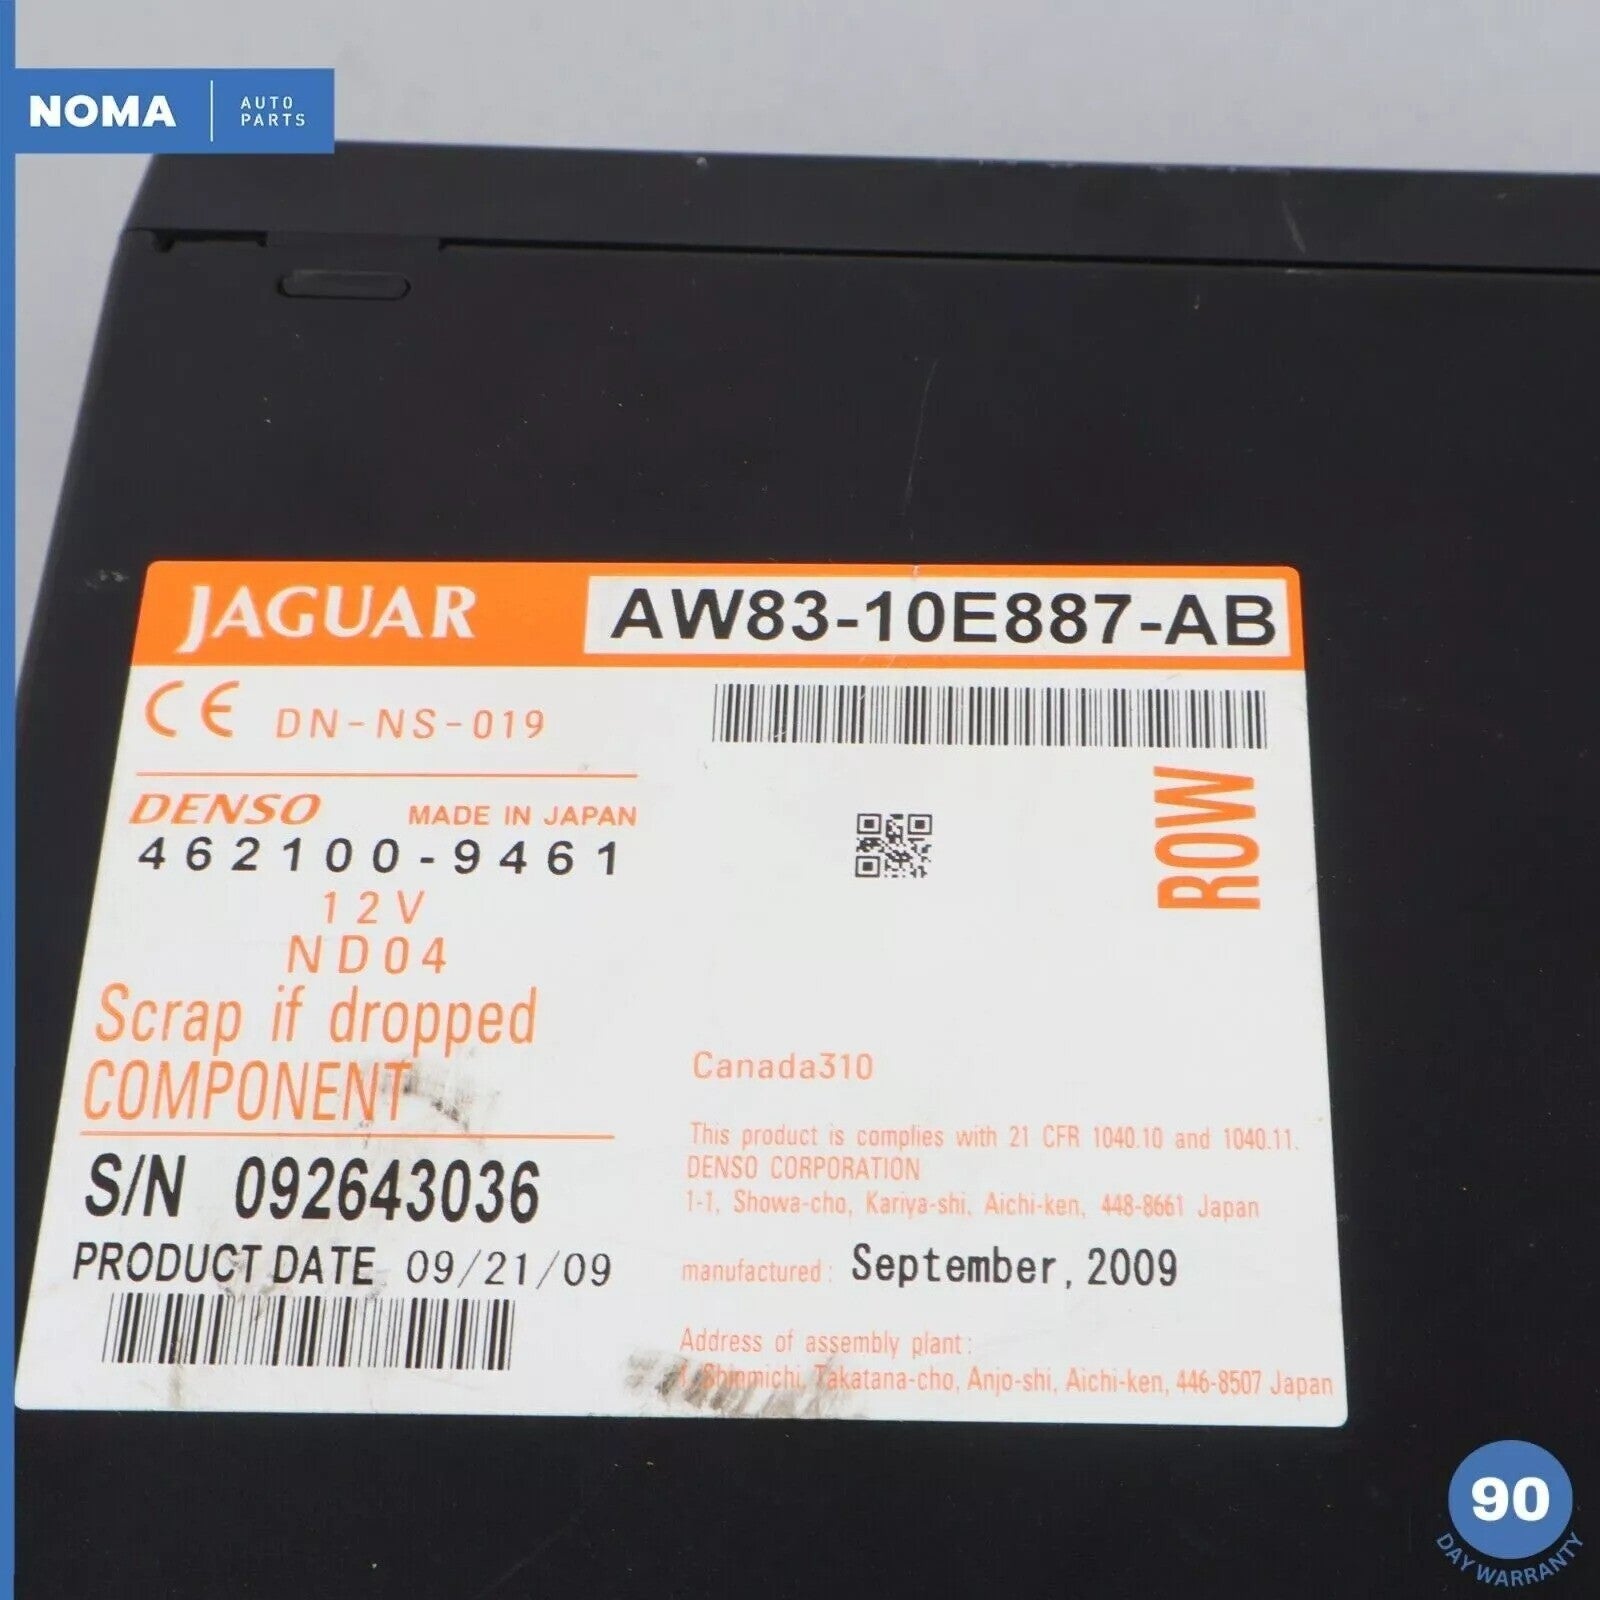 NOMA AUTO PARTS
JAGUAR AW83-10E887-AB
CE DN-NS-019
DENSO MADE IN JAPAN
462100-9461
12V
ND04
ROW
Scrap if dropped
COMPONENT
S/N 092643036
PRODUCT DATE 09/21/09
Canada310
This product is complies with 21 CFR 1040.10 and 1040.11.
DENSO CORPORATION
1-1, Showa-cho, Kariya-shi, Aichi-ken, 448-8661 Japan
manufactured: September, 2009
Address of assembly plant:
1, Shinmichi, Takatana-cho, Anjo-shi, Aichi-ken, 446-8507 Japan
90
DAY WARRANTY